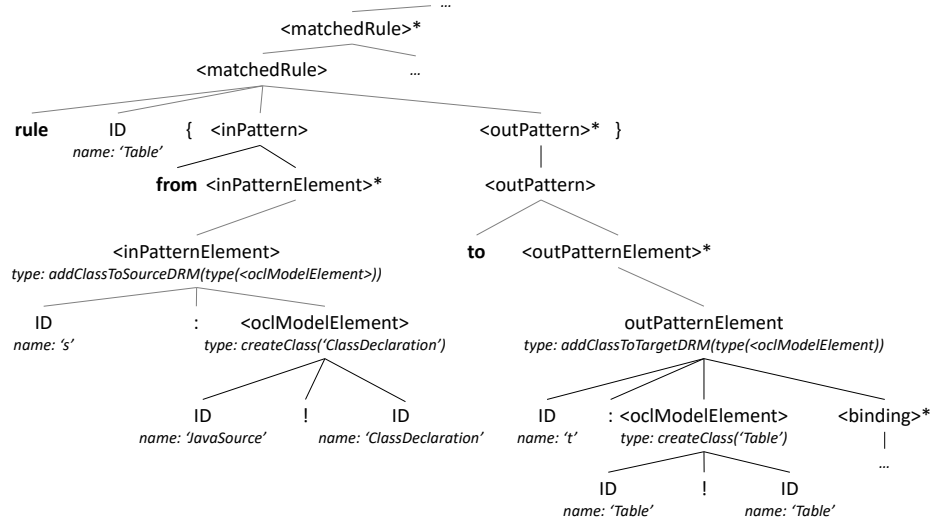 ...
<matchedRule>*
<matchedRule> ...
rule ID { <inPattern> <outPattern>* }
name: ‘Table’
from <inPatternElement>* <outPattern>
<inPatternElement> to <outPatternElement>*
type: addClassToSourceDRM(type(<oclModelElement>))
ID : <oclModelElement> outPatternElement
name: ‘s’ type: createClass(‘ClassDeclaration’) type: addClassToTargetDRM(type(<oclModelElement))
ID ! ID ID : <oclModelElement> <binding>*
name: ‘JavaSource’ name: ‘ClassDeclaration’ name: ‘t’ type: createClass(‘Table’)
...
ID ! ID
name: ‘Table’ name: ‘Table’